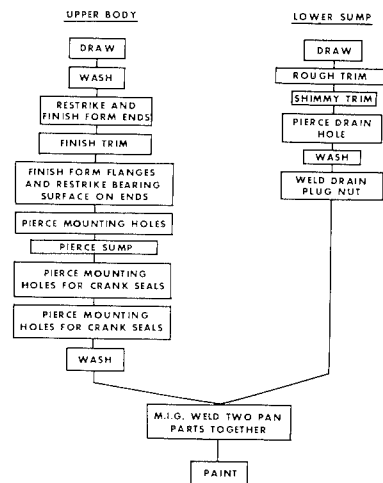 UPPER BODY
DRAW
WASH
RESTRIKE AND
FINISH FORM ENDS
FINISH TRIM
FINISH FORM FLANGES
AND RESTRIKE BEARING
SURFACE ON ENDS
PIERCE MOUNTING HOLES
PIERCE SUMP
PIERCE MOUNTING
HOLES FOR CRANK SEALS
PIERCE MOUNTING
HOLES FOR CRANK SEALS
WASH
LOWER SUMP
DRAW
ROUGH TRIM
SHIMMY TRIM
PIERCE DRAIN
HOLE
WASH
WELD DRAIN
PLUG NUT
M.I.G. WELD TWO PAN
PARTS TOGETHER
PAINT